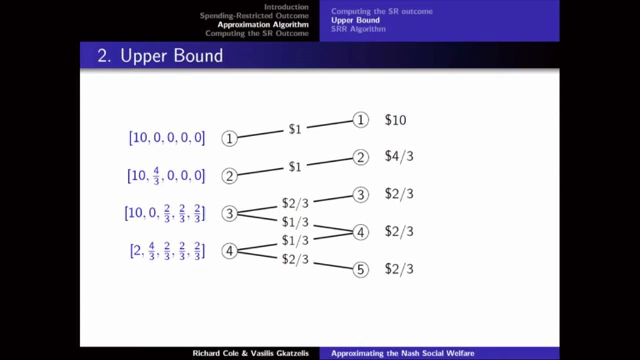 Introduction
Spending-Restricted Outcome
Approximation Algorithm
Computing the SR Outcome
Computing the SR outcome
Upper Bound
SRR Algorithm
2. Upper Bound
[10, 0, 0, 0, 0] 1 $1 1 $10
[10, 4/3, 0, 0, 0] 2 $1 2 $4/3
[10, 0, 2/3, 2/3, 2/3] 3 $2/3 3 $2/3
$1/3
[2, 4/3, 2/3, 2/3, 2/3] 4 $1/3 4 $2/3
$2/3 5 $2/3
Richard Cole & Vasilis Gkatzelis Approximating the Nash Social Welfare